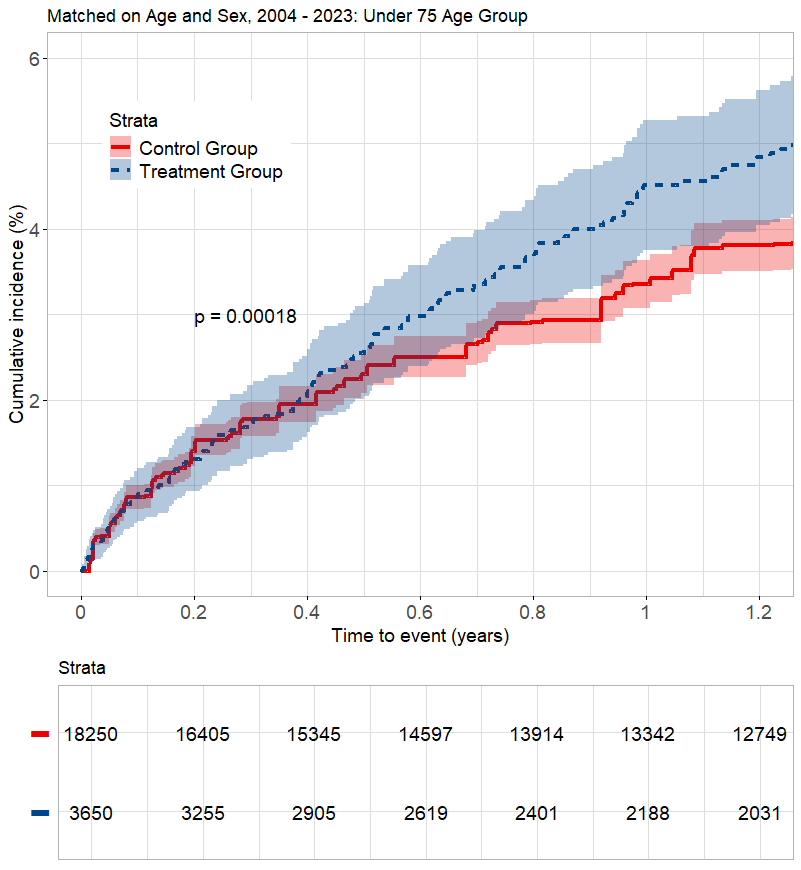 Matched on Age and Sex, 2004 - 2023: Under 75 Age Group
Cumulative incidence (%)
6
4
2
0
Strata
Control Group
Treatment Group
p = 0.00018
0 0.2 0.4 0.6 0.8 1 1.2
Time to event (years)
Strata
18250 16405 15345 14597 13914 13342 12749
3650 3255 2905 2619 2401 2188 2031